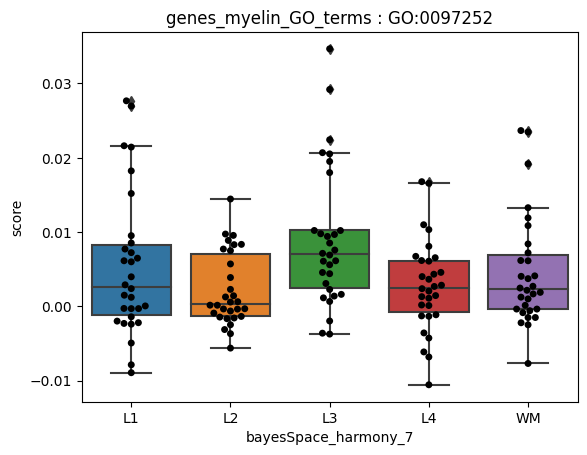 genes_myelin_GO_terms : GO:0097252
score
0.03
0.02
0.01
0.00
−0.01
L1 L2 L3 L4 WM
bayesSpace_harmony_7